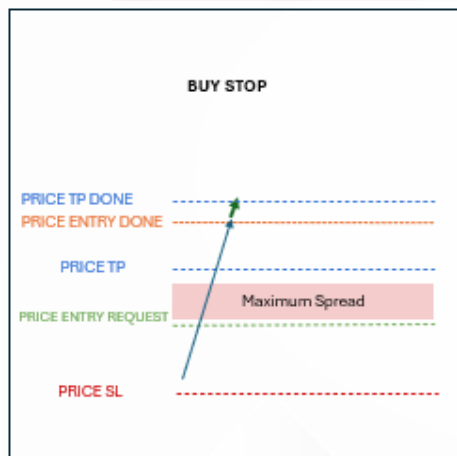 BUY STOP
PRICE TP DONE
PRICE ENTRY DONE
PRICE TP
Maximum Spread
PRICE ENTRY REQUEST
PRICE SL